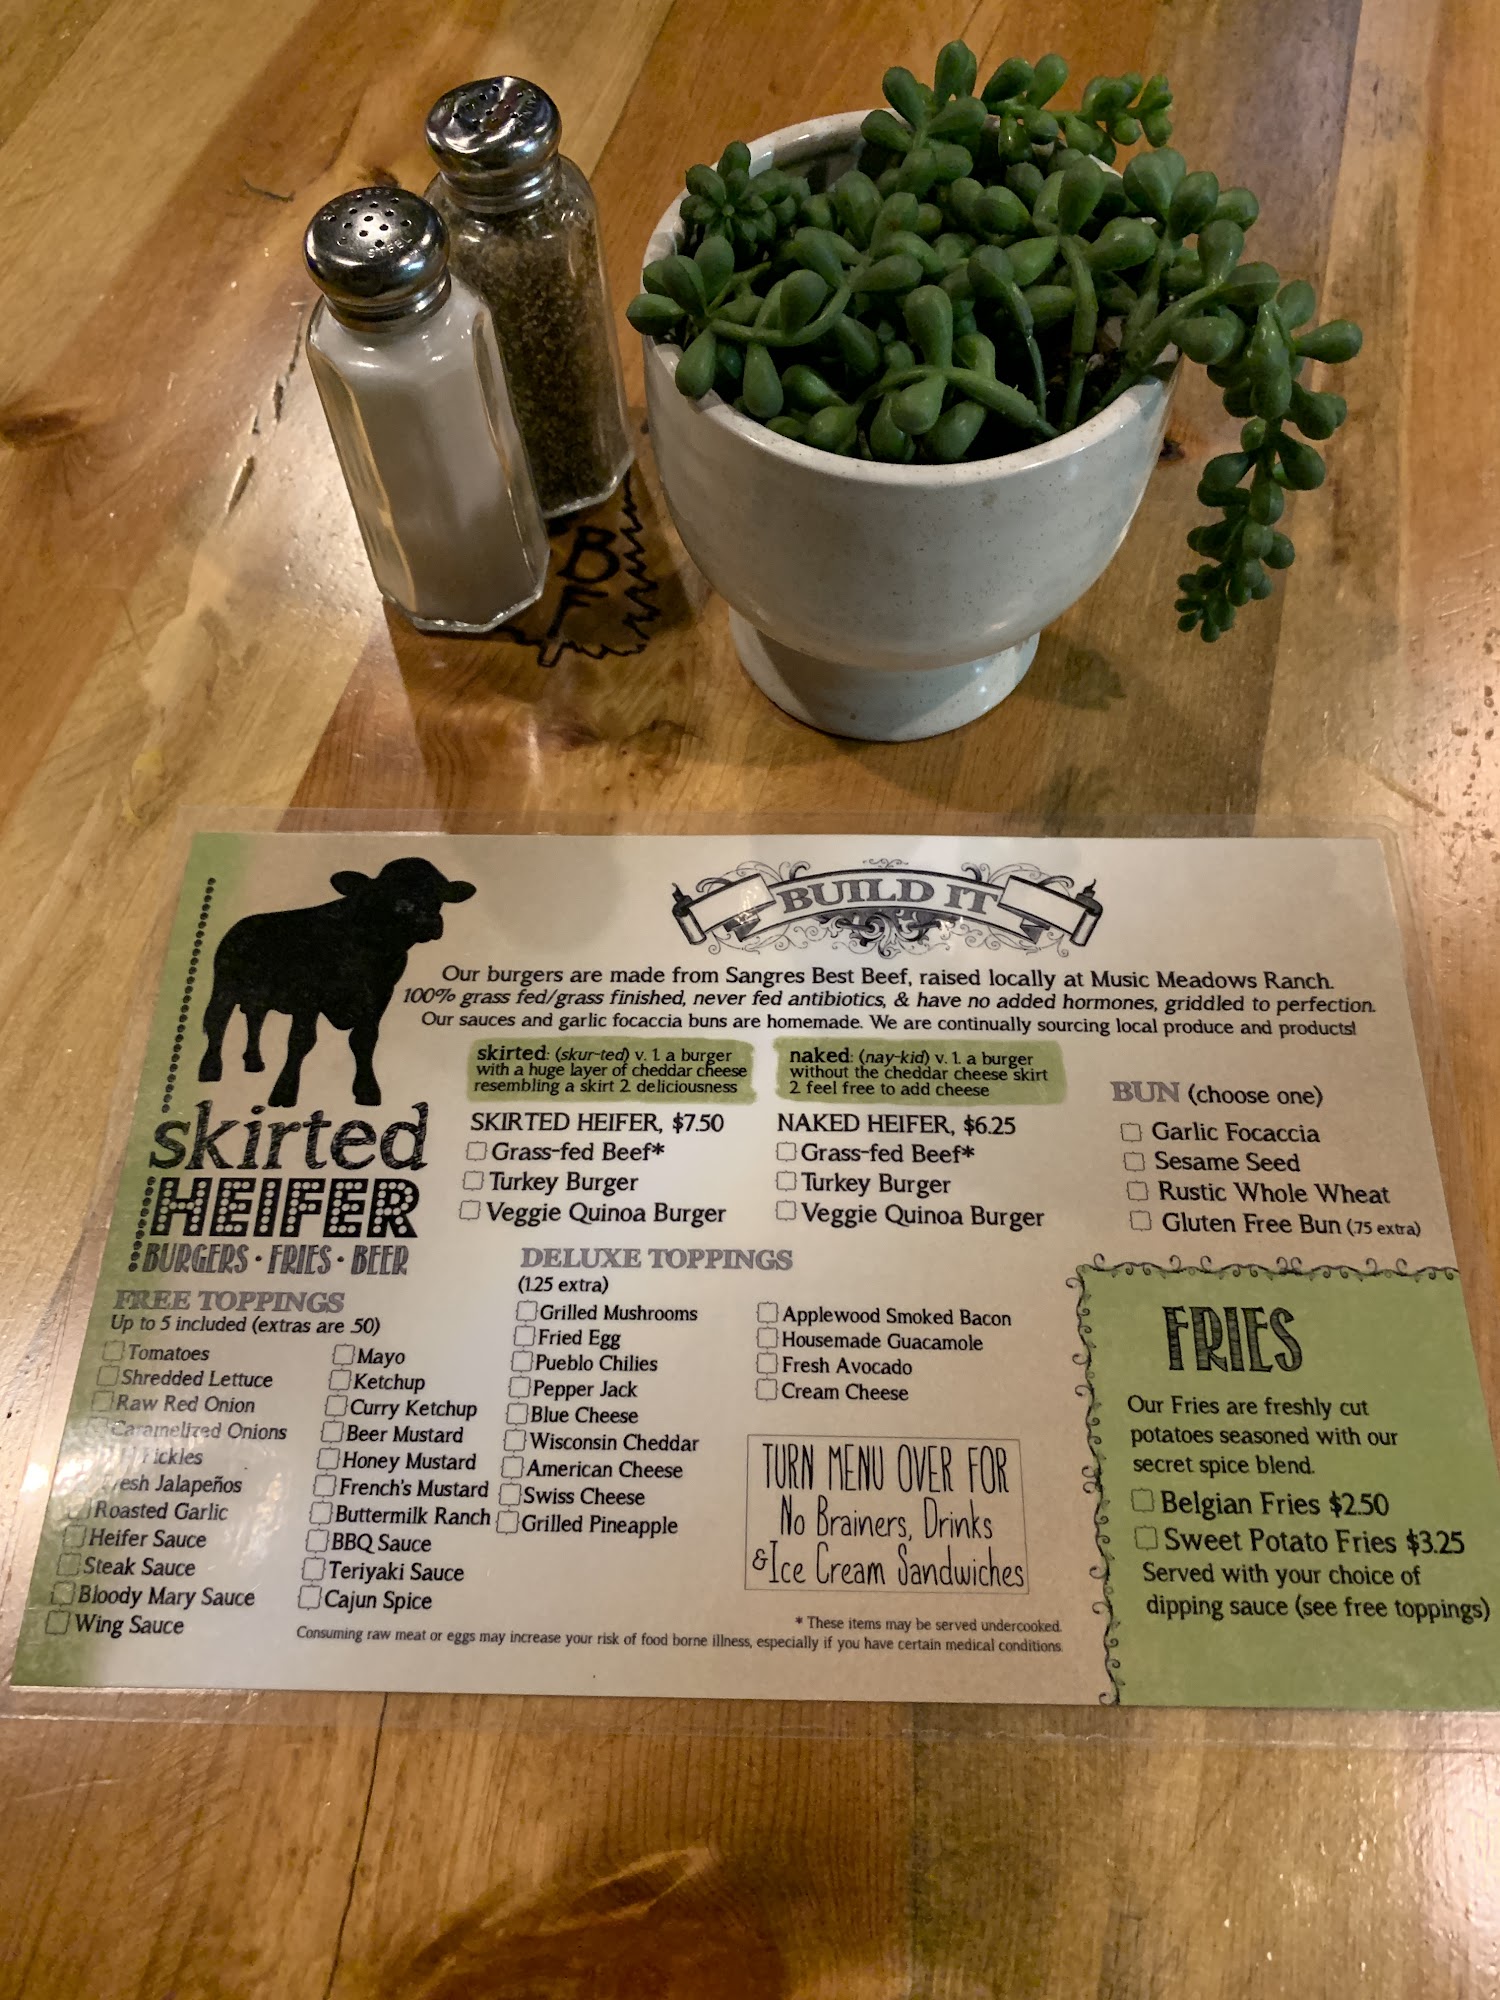 STEEL
B
F
BUILD IT
Our burgers are made from Sangres Best Beef, raised locally at Music Meadows Ranch.
100% grass fed/grass finished, never fed antibiotics, & have no added hormones, griddled to perfection.
Our sauces and garlic focaccia buns are homemade. We are continually sourcing local produce and products!
skirted HEIFER
BURGERS · FRIES · BEER
skirted: (skur-ted) v. 1. a burger
with a huge layer of cheddar cheese
resembling a skirt 2. deliciousness
SKIRTED HEIFER, $7.50
Grass-fed Beef*
Turkey Burger
Veggie Quinoa Burger
naked: (nay-kid) v. 1. a burger
without the cheddar cheese skirt
2. feel free to add cheese
NAKED HEIFER, $6.25
Grass-fed Beef*
Turkey Burger
Veggie Quinoa Burger
BUN (choose one)
Garlic Focaccia
Sesame Seed
Rustic Whole Wheat
Gluten Free Bun (.75 extra)
FREE TOPPINGS
Up to 5 included (extras are .50)
Tomatoes
Shredded Lettuce
Raw Red Onion
Caramelized Onions
Pickles
Fresh Jalapeños
Roasted Garlic
Heifer Sauce
Steak Sauce
Bloody Mary Sauce
Wing Sauce
Mayo
Ketchup
Curry Ketchup
Beer Mustard
Honey Mustard
French's Mustard
Buttermilk Ranch
BBQ Sauce
Teriyaki Sauce
Cajun Spice
DELUXE TOPPINGS
(1.25 extra)
Grilled Mushrooms
Fried Egg
Pueblo Chilies
Pepper Jack
Blue Cheese
Wisconsin Cheddar
American Cheese
Swiss Cheese
Grilled Pineapple
Applewood Smoked Bacon
Housemade Guacamole
Fresh Avocado
Cream Cheese
TURN MENU OVER FOR
No Brainers, Drinks
& Ice Cream Sandwiches
* These items may be served undercooked.
Consuming raw meat or eggs may increase your risk of food borne illness, especially if you have certain medical conditions.
FRIES
Our Fries are freshly cut
potatoes seasoned with our
secret spice blend.
Belgian Fries $2.50
Sweet Potato Fries $3.25
Served with your choice of
dipping sauce (see free toppings)